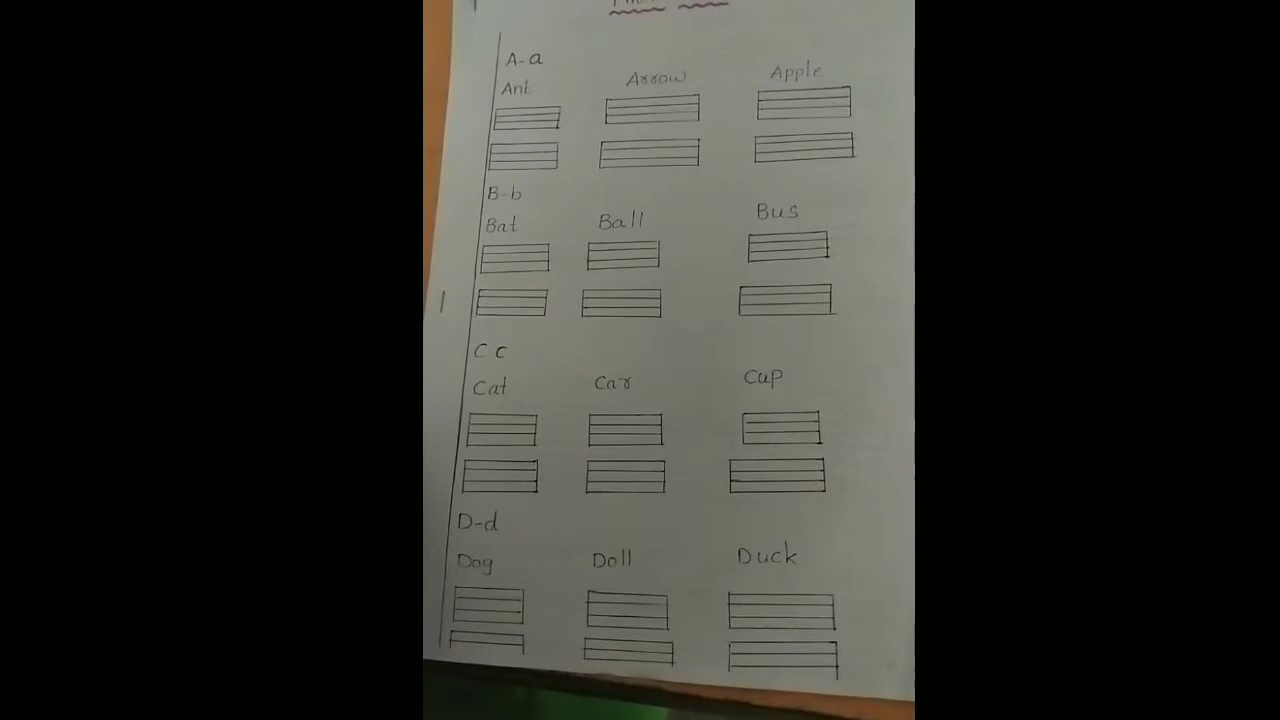 A-a
Ant Arrow Apple
B-b
Bat Ball Bus
C-c
Cat Car Cup
D-d
Dog Doll Duck